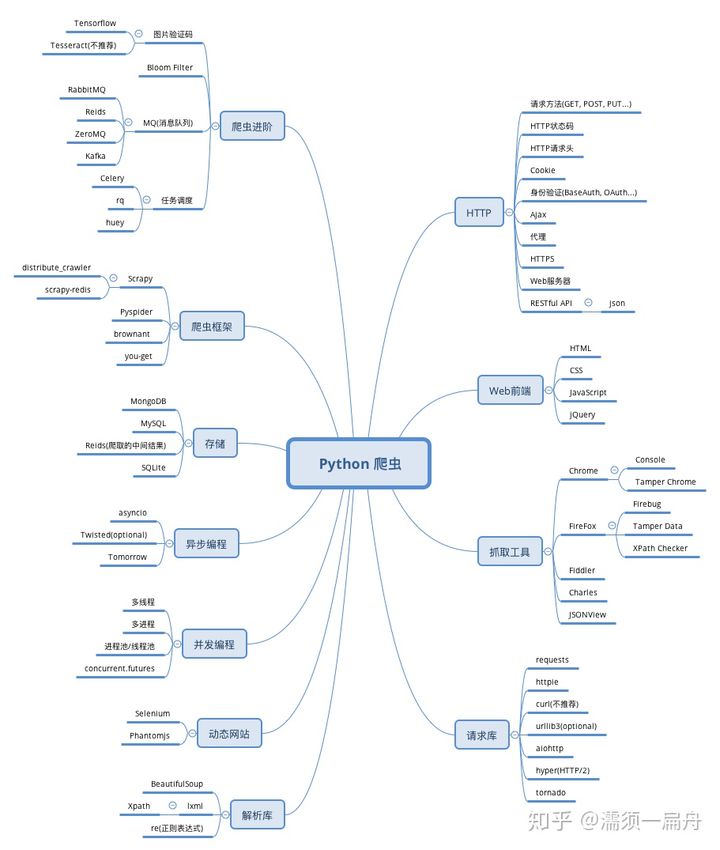 Python 爬虫
HTTP
请求方法(GET, POST, PUT...)
HTTP状态码
HTTP请求头
Cookie
身份验证(BaseAuth, OAuth...)
AJax
代理
HTTPS
Web服务器
RESTful API
json
Web前端
HTML
CSS
JavaScript
jQuery
抓取工具
Chrome
Console
Tamper Chrome
FireFox
Firebug
Tamper Data
XPath Checker
Fiddler
Charles
JSONView
请求库
requests
httpie
curl(不推荐)
urllib3(optional)
aiohttp
hyper(HTTP/2)
tornado
爬虫进阶
图片验证码
Tensorflow
Tesseract(不推荐)
Bloom Filter
MQ(消息队列)
RabbitMQ
Reids
ZeroMQ
Kafka
任务调度
Celery
rq
huey
爬虫框架
Scrapy
distribute_crawler
scrapy-redis
Pyspider
brownant
you-get
存储
MongoDB
MySQL
Reids(爬取的中间结果)
SQLite
异步编程
asyncio
Twisted(optional)
Tomorrow
并发编程
多线程
多进程
进程池/线程池
concurrent.futures
动态网站
Selenium
Phantomjs
解析库
BeautifulSoup
lxml
Xpath
re(正则表达式)
知乎 @濡须一扁舟